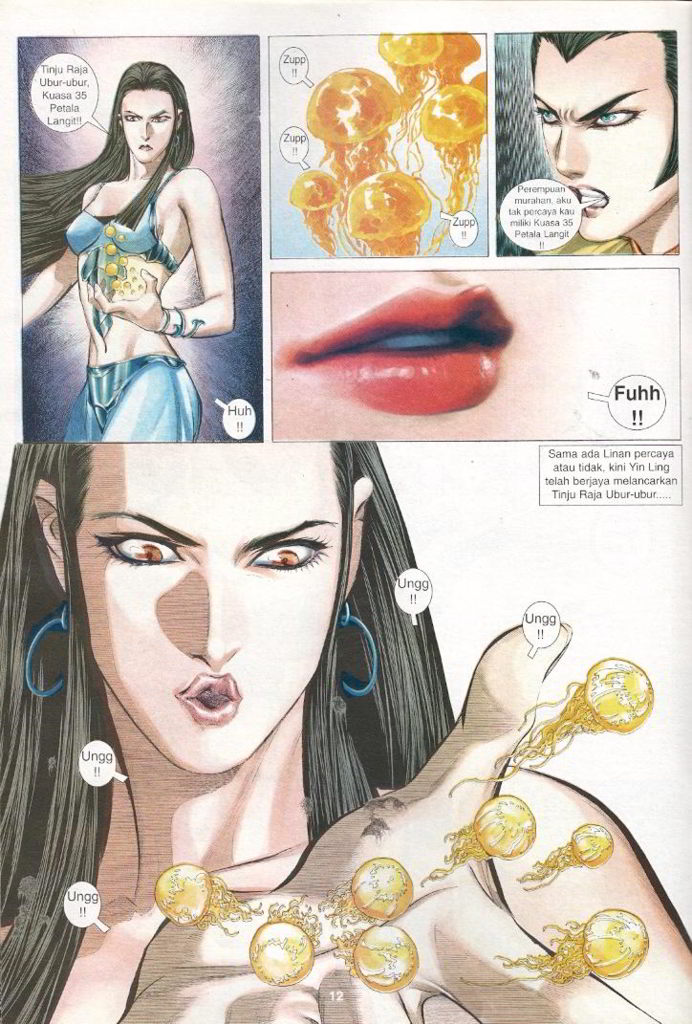 Tinju Raja
Ubur-ubur,
Kuasa 35
Petala
Langit!!
Huh
!!
Zupp
!!
Zupp
!!
Zupp
!!
Perempuan
murahan, aku
tak percaya kau
miliki Kuasa 35
Petala Langit
!!
Fuhh
!!
Sama ada Linan percaya
atau tidak, kini Yin Ling
telah berjaya melancarkan
Tinju Raja Ubur-ubur.....
Ungg
!!
Ungg
!!
Ungg
!!
Ungg
!!
12